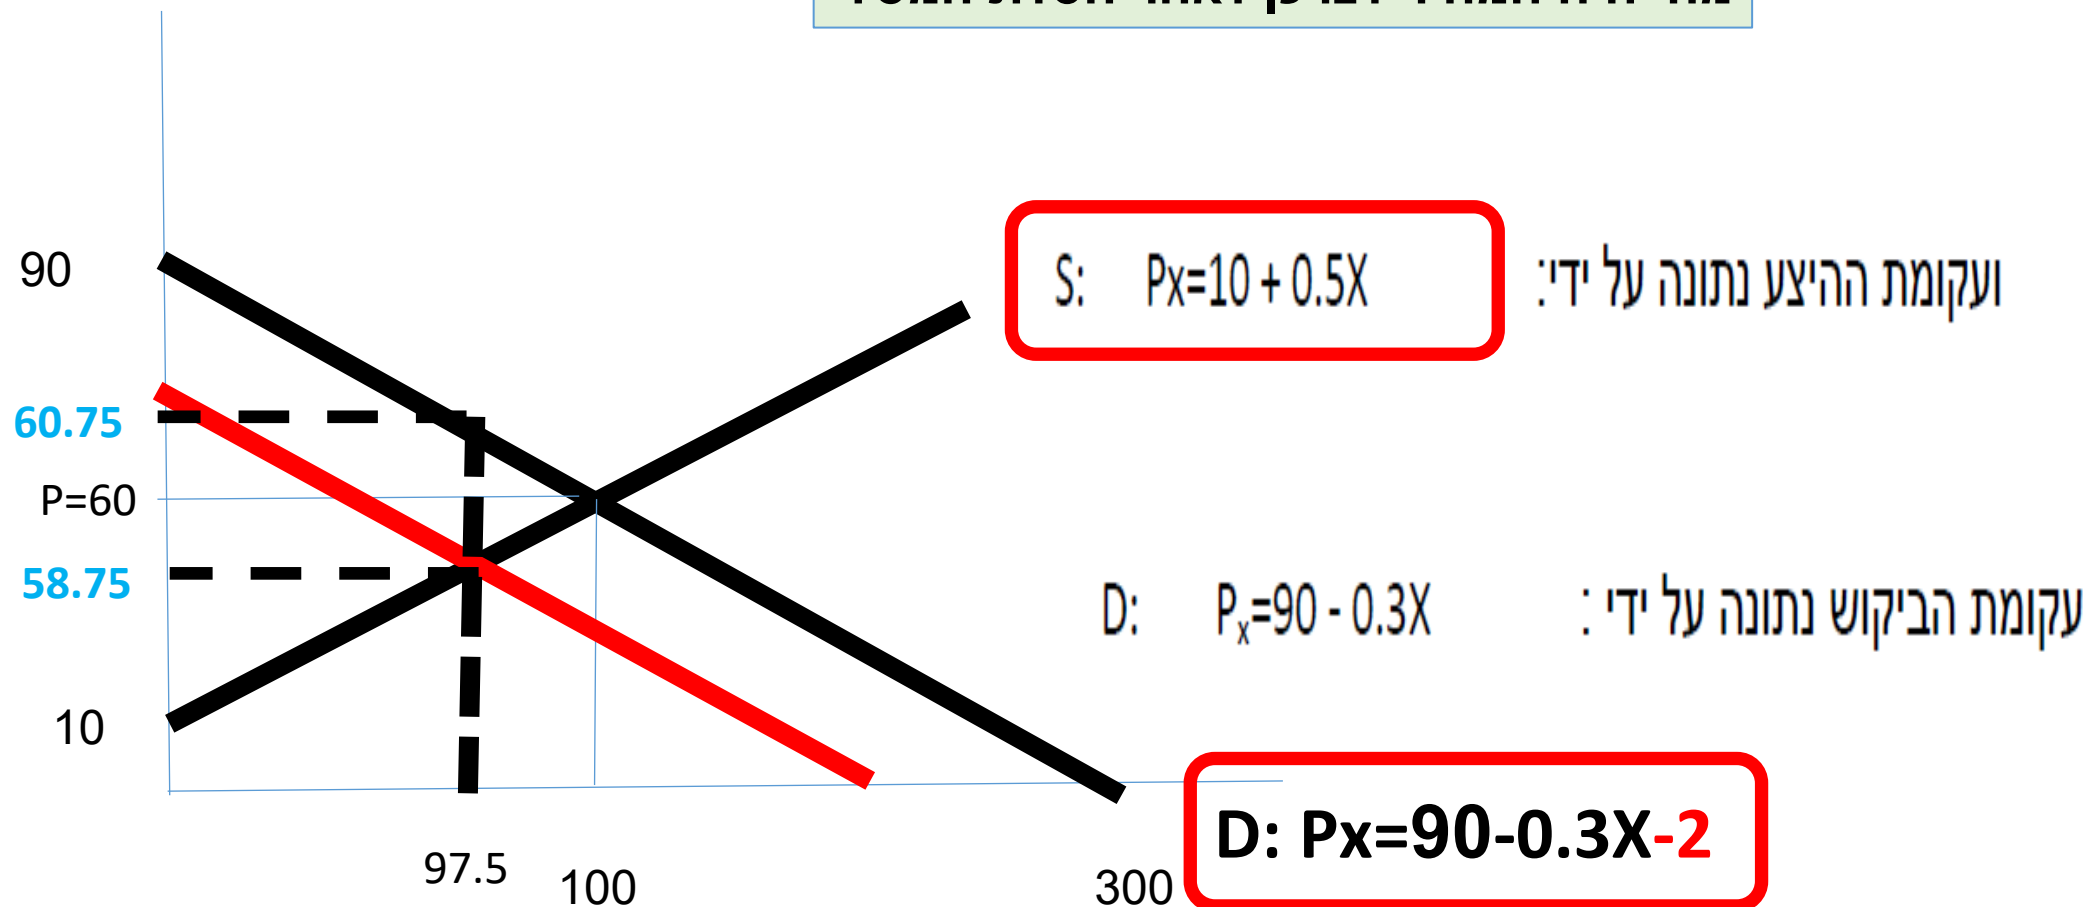 90
S: Px=10 + 0.5X ועקומת ההיצע נתונה על ידי:
60.75
P=60
58.75
D: Px=90 - 0.3X עקומת הביקוש נתונה על ידי :
10
D: Px=90-0.3X-2
97.5
100
300